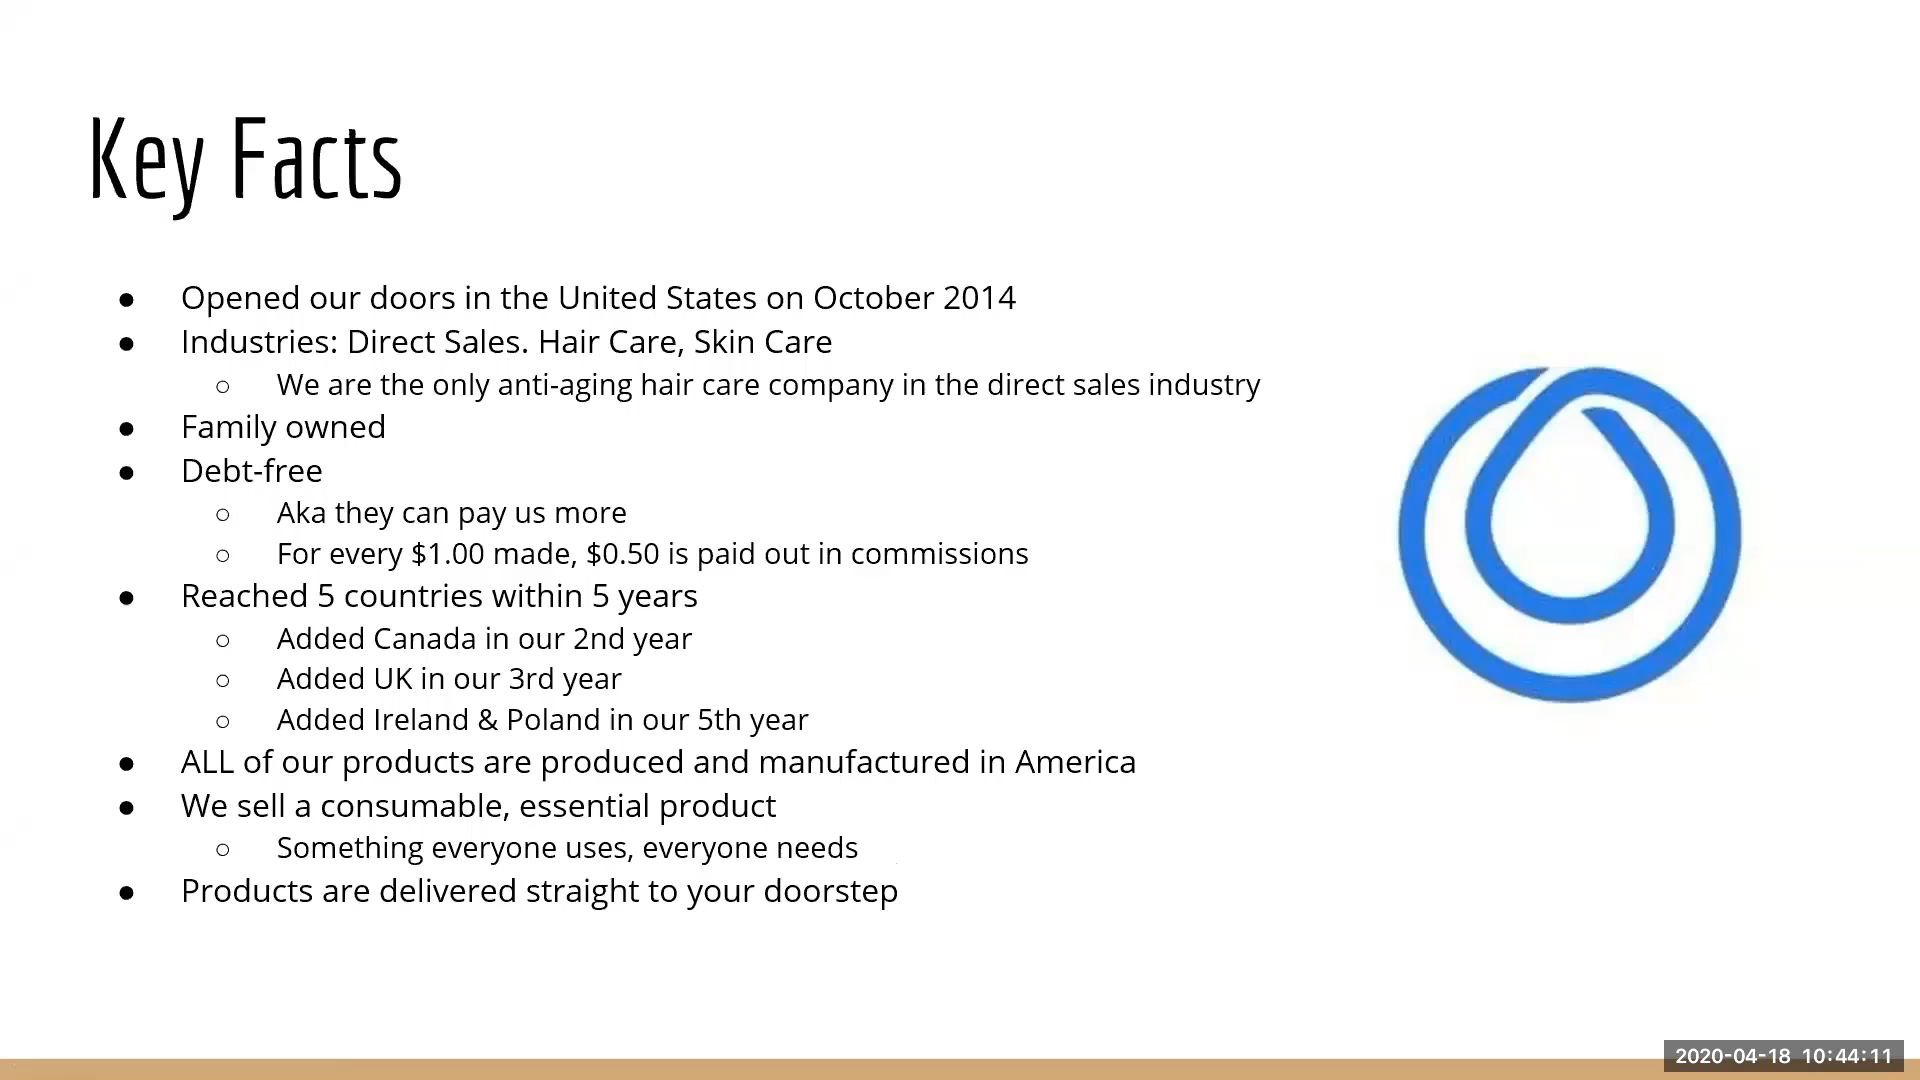 Key Facts
● Opened our doors in the United States on October 2014
● Industries: Direct Sales. Hair Care, Skin Care
○ We are the only anti-aging hair care company in the direct sales industry
● Family owned
● Debt-free
○ Aka they can pay us more
○ For every $1.00 made, $0.50 is paid out in commissions
● Reached 5 countries within 5 years
○ Added Canada in our 2nd year
○ Added UK in our 3rd year
○ Added Ireland & Poland in our 5th year
● ALL of our products are produced and manufactured in America
● We sell a consumable, essential product
○ Something everyone uses, everyone needs
● Products are delivered straight to your doorstep
2020-04-18 10:44:11